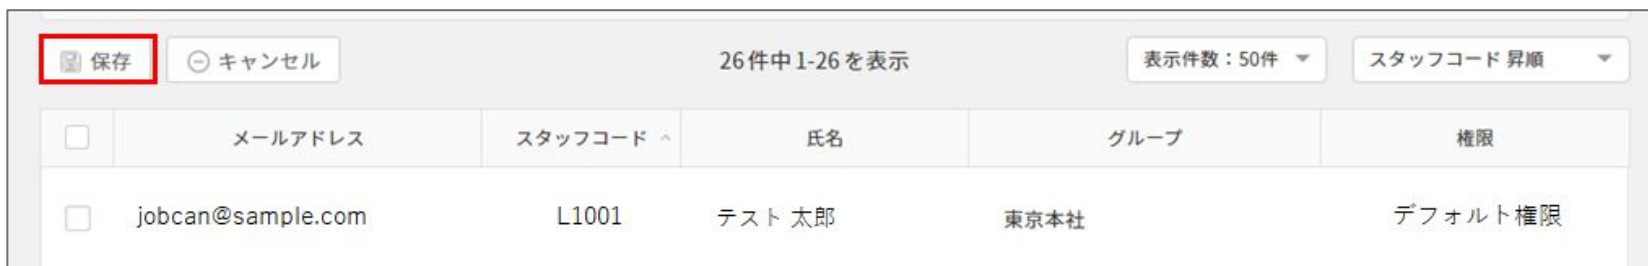 保存 キャンセル 26件中1-26を表示 表示件数：50件 スタッフコード 昇順
メールアドレス スタッフコード 氏名 グループ 権限
jobcan@sample.com L1001 テスト 太郎 東京本社 デフォルト権限